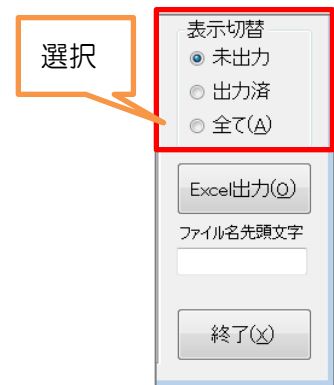 選択
表示切替
未出力
出力済
全て(A)
Excel出力(O)
ファイル名先頭文字
終了(X)